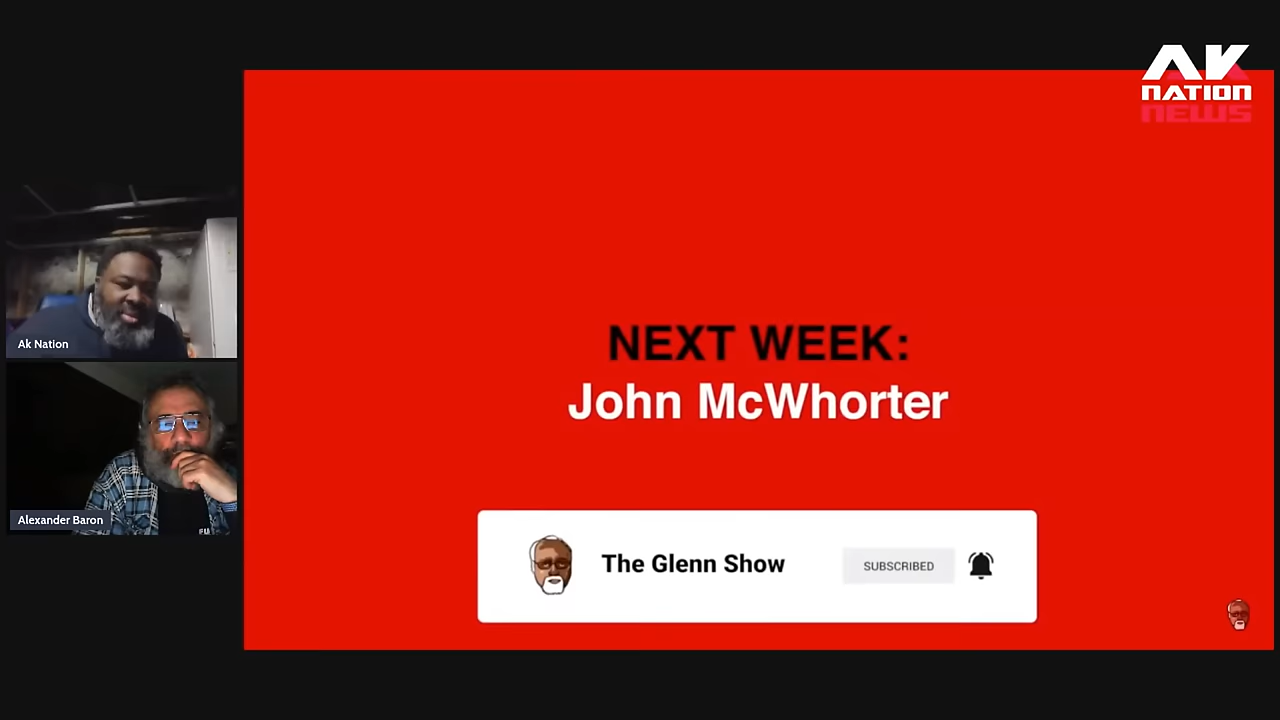 AK
NATION
NEWS
NEXT WEEK:
John McWhorter
Ak Nation
The Glenn Show
SUBSCRIBED
Alexander Baron